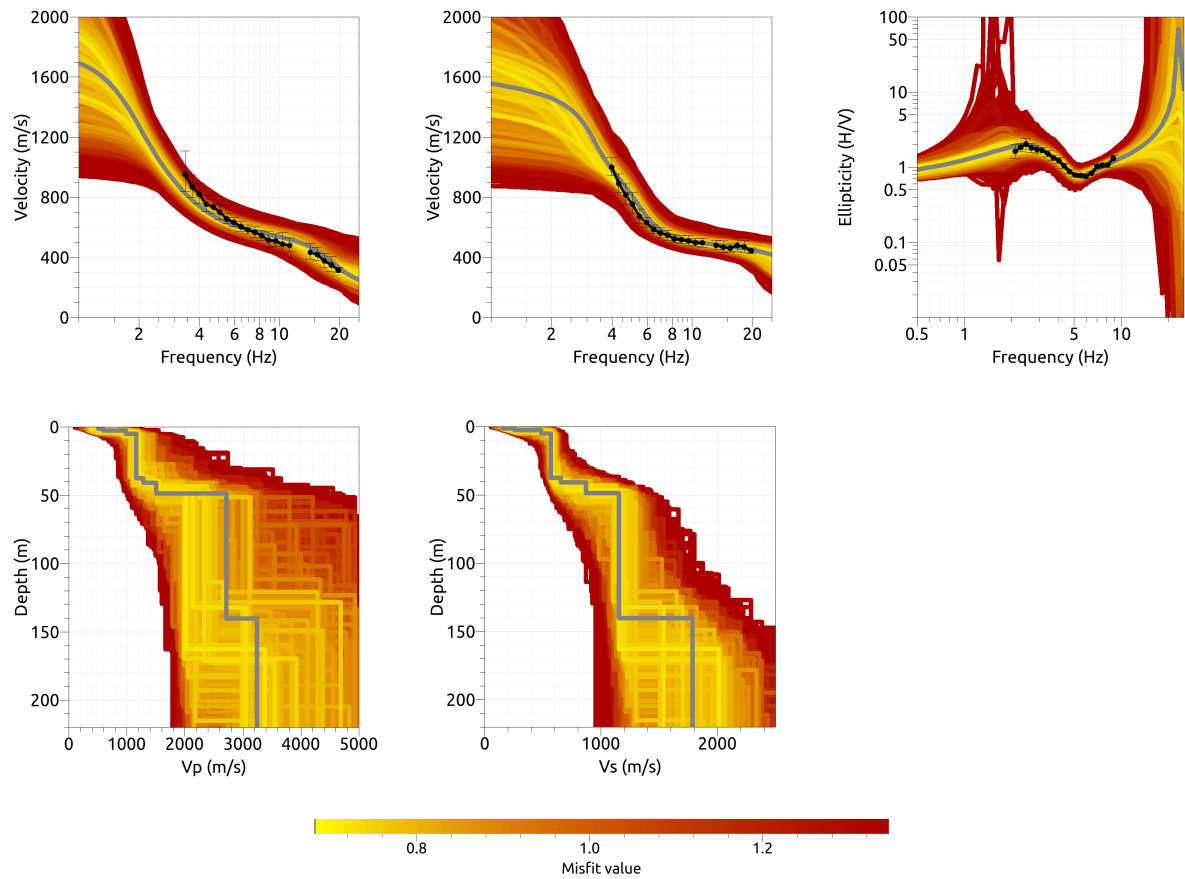 2000
1600
1200
800
400
0
Velocity (m/s)
2 4 6 8 10 20
Frequency (Hz)
2000
1600
1200
800
400
0
Velocity (m/s)
2 4 6 8 10 20
Frequency (Hz)
100
50
10
5
1
0.5
0.1
0.05
Ellipticity (H/V)
0.5 1 5 10
Frequency (Hz)
0
50
100
150
200
Depth (m)
0 1000 2000 3000 4000 5000
Vp (m/s)
0
50
100
150
200
Depth (m)
0 1000 2000
Vs (m/s)
0.8 1.0 1.2
Misfit value